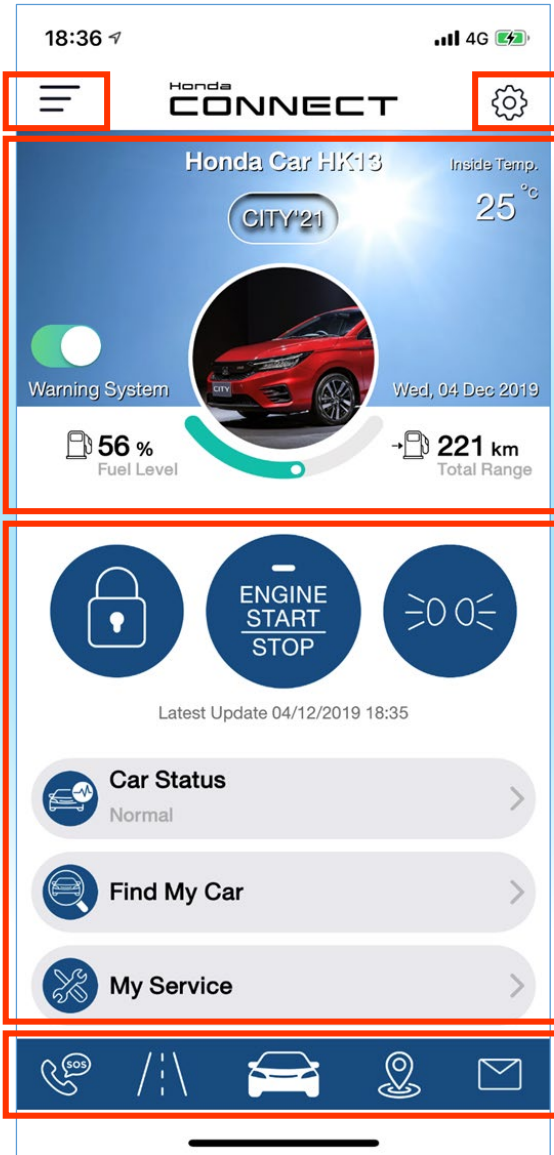 18:36
4G
Honda
CONNECT
Honda Car HK13
Inside Temp.
25 °C
CITY'21
CITY
Warning System
Wed, 04 Dec 2019
56 %
Fuel Level
221 km
Total Range
ENGINE
START
STOP
Latest Update 04/12/2019 18:35
Car Status
Normal
Find My Car
My Service
SOS